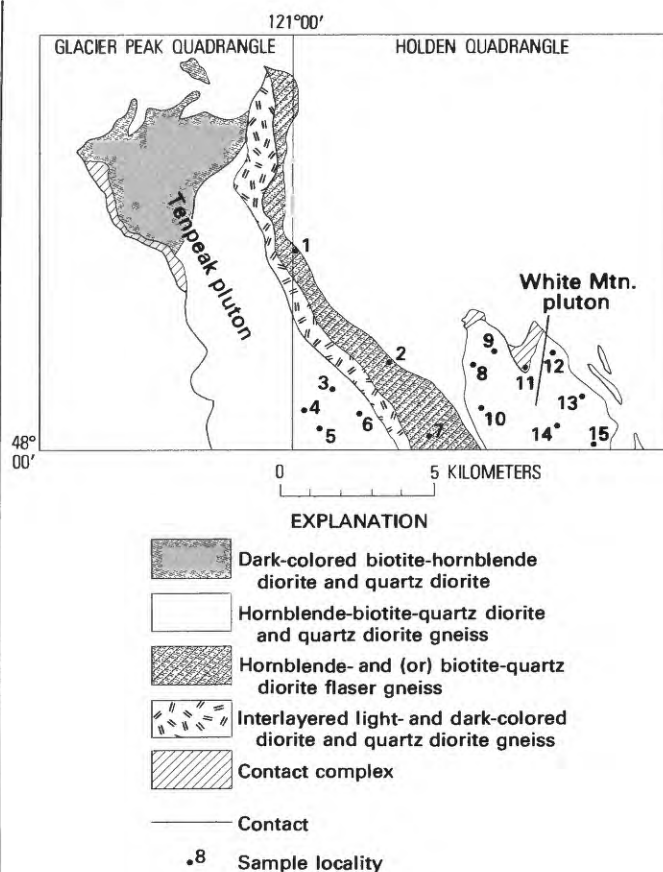 121°00'
GLACIER PEAK QUADRANGLE
HOLDEN QUADRANGLE
Tenpeak pluton
1
White Mtn.
pluton
2
9
12
8
11
3
13
4
6
10
5
7
14
15
48°
00'
0 5 KILOMETERS
EXPLANATION
Dark-colored biotite-hornblende
diorite and quartz diorite
Hornblende-biotite-quartz diorite
and quartz diorite gneiss
Hornblende- and (or) biotite-quartz
diorite flaser gneiss
Interlayered light- and dark-colored
diorite and quartz diorite gneiss
Contact complex
Contact
8 Sample locality